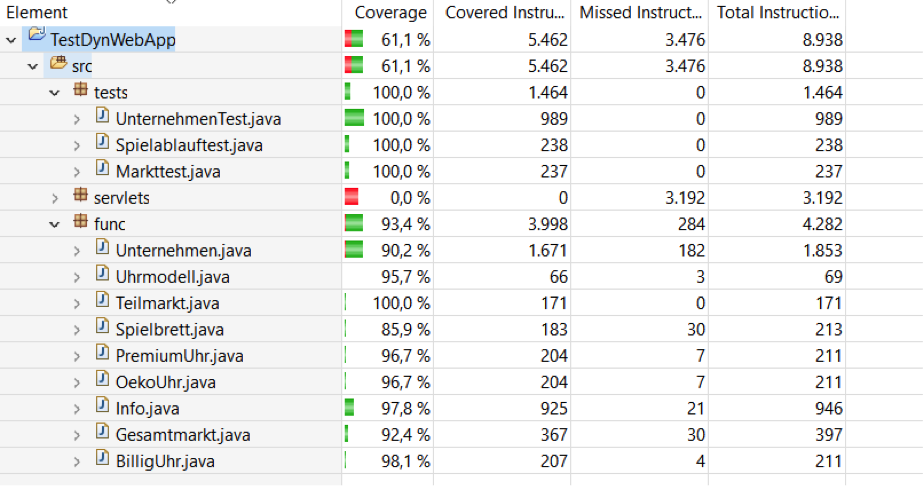 Element Coverage Covered Instru... Missed Instruct... Total Instructio...
TestDynWebApp 61,1 % 5.462 3.476 8.938
src 61,1 % 5.462 3.476 8.938
tests 100,0 % 1.464 0 1.464
UnternehmenTest.java 100,0 % 989 0 989
Spielablauftest.java 100,0 % 238 0 238
Markttest.java 100,0 % 237 0 237
servlets 0,0 % 0 3.192 3.192
func 93,4 % 3.998 284 4.282
Unternehmen.java 90,2 % 1.671 182 1.853
Uhrmodell.java 95,7 % 66 3 69
Teilmarkt.java 100,0 % 171 0 171
Spielbrett.java 85,9 % 183 30 213
PremiumUhr.java 96,7 % 204 7 211
OekoUhr.java 96,7 % 204 7 211
Info.java 97,8 % 925 21 946
Gesamtmarkt.java 92,4 % 367 30 397
BilligUhr.java 98,1 % 207 4 211